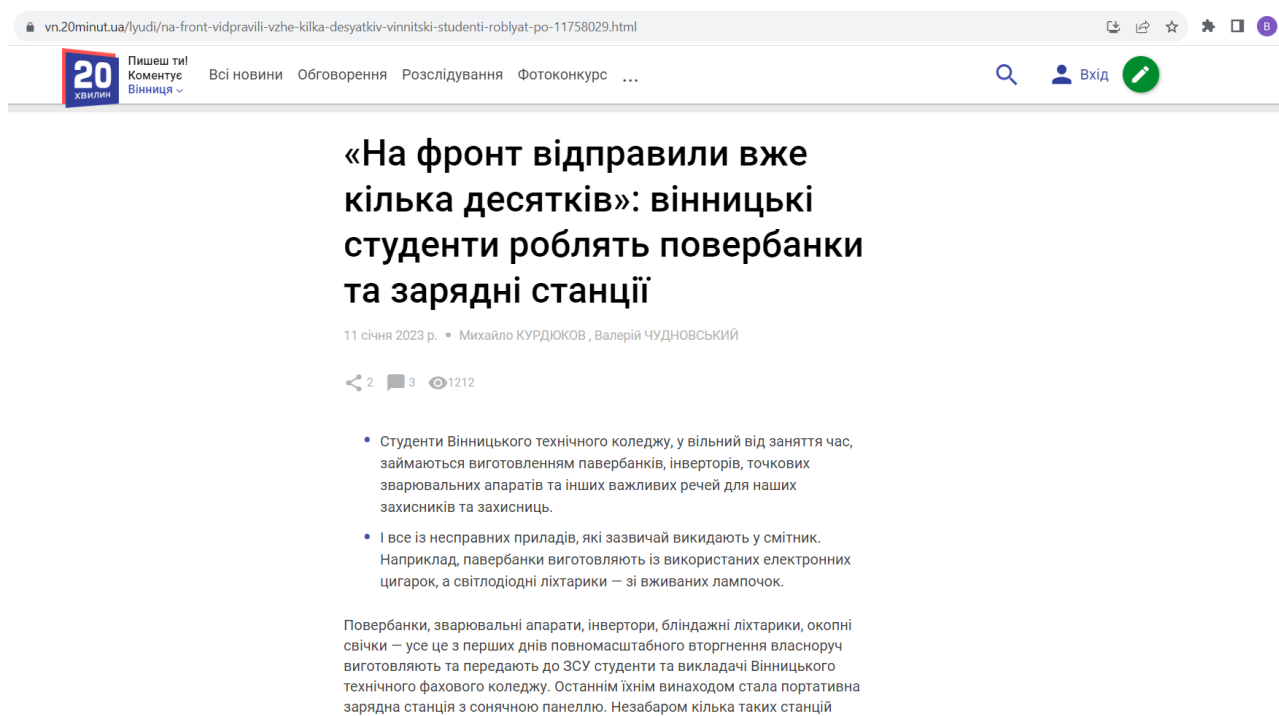 vn.20minut.ua/lyudi/na-front-vidpravili-vzhe-kilka-desyatkiv-vinnitski-studenti-roblyat-po-11758029.html
В
20
ХВИЛИН
Пишеш ти!
Коментує
Вінниця
Всі новини Обговорення Розслідування Фотоконкурс ...
Вхід
«На фронт відправили вже
кілька десятків»: вінницькі
студенти роблять повербанки
та зарядні станції
11 січня 2023 р. • Михайло КУРДЮКОВ , Валерій ЧУДНОВСЬКИЙ
2 3 1212
• Студенти Вінницького технічного коледжу, у вільний від заняття час,
займаються виготовленням павербанків, інверторів, точкових
зварювальних апаратів та інших важливих речей для наших
захисників та захисниць.
• І все із несправних приладів, які зазвичай викидають у смітник.
Наприклад, павербанки виготовляють із використаних електронних
цигарок, а світлодіодні ліхтарики — зі вживаних лампочок.
Повербанки, зварювальні апарати, інвертори, бліндажні ліхтарики, окопні
свічки — усе це з перших днів повномасштабного вторгнення власноруч
виготовляють та передають до ЗСУ студенти та викладачі Вінницького
технічного фахового коледжу. Останнім їхнім винаходом стала портативна
зарядна станція з сонячною панеллю. Незабаром кілька таких станцій